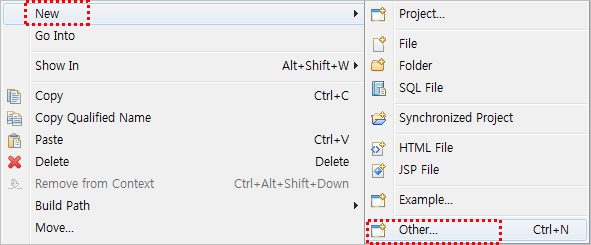 New
Go Into
Show In Alt+Shift+W
Copy Ctrl+C
Copy Qualified Name
Paste Ctrl+V
Delete Delete
Remove from Context Ctrl+Alt+Shift+Down
Build Path
Move...
Project...
File
Folder
SQL File
Synchronized Project
HTML File
JSP File
Example...
Other... Ctrl+N